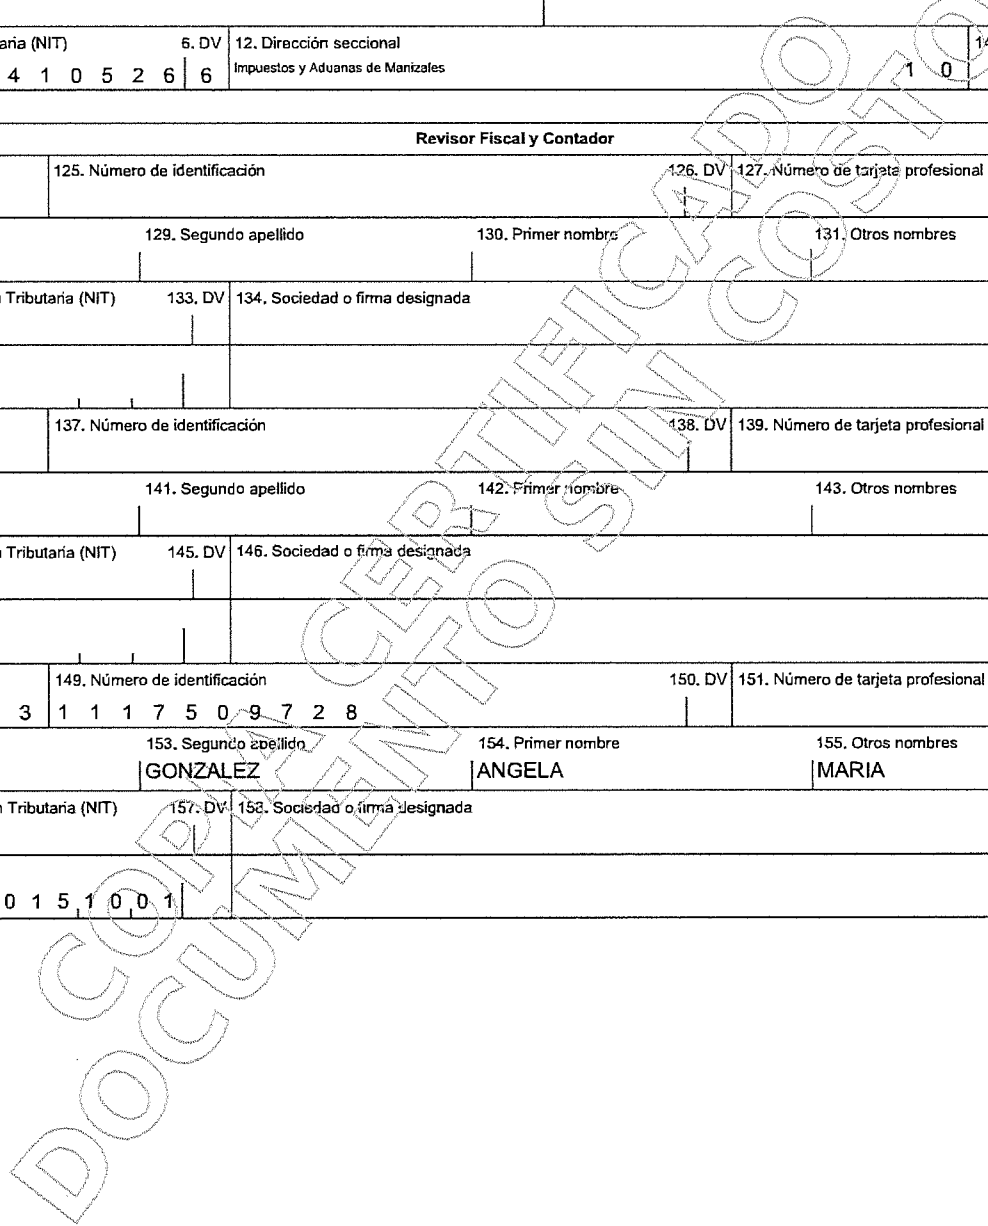 aria (NIT) 6. DV 12. Dirección seccional 14
4 1 0 5 2 6 6 Impuestos y Aduanas de Manizales 1 0
Revisor Fiscal y Contador
125. Número de identificación 126. DV 127. Número de tarjeta profesional
129. Segundo apellido 130. Primer nombre 131. Otros nombres
Tributaria (NIT) 133. DV 134. Sociedad o firma designada
137. Número de identificación 138. DV 139. Número de tarjeta profesional
141. Segundo apellido 142. Primer nombre 143. Otros nombres
Tributaria (NIT) 145. DV 146. Sociedad o firma designada
149. Número de identificación 150. DV 151. Número de tarjeta profesional
3 1 1 1 7 5 0 9 7 2 8
153. Segundo apellido 154. Primer nombre 155. Otros nombres
GONZALEZ ANGELA MARIA
Tributaria (NIT) 157. DV 158. Sociedad o firma designada
0 1 5 1 0 0 1
COPIA CERTIFICADO
DOCUMENTO SIN COSTO